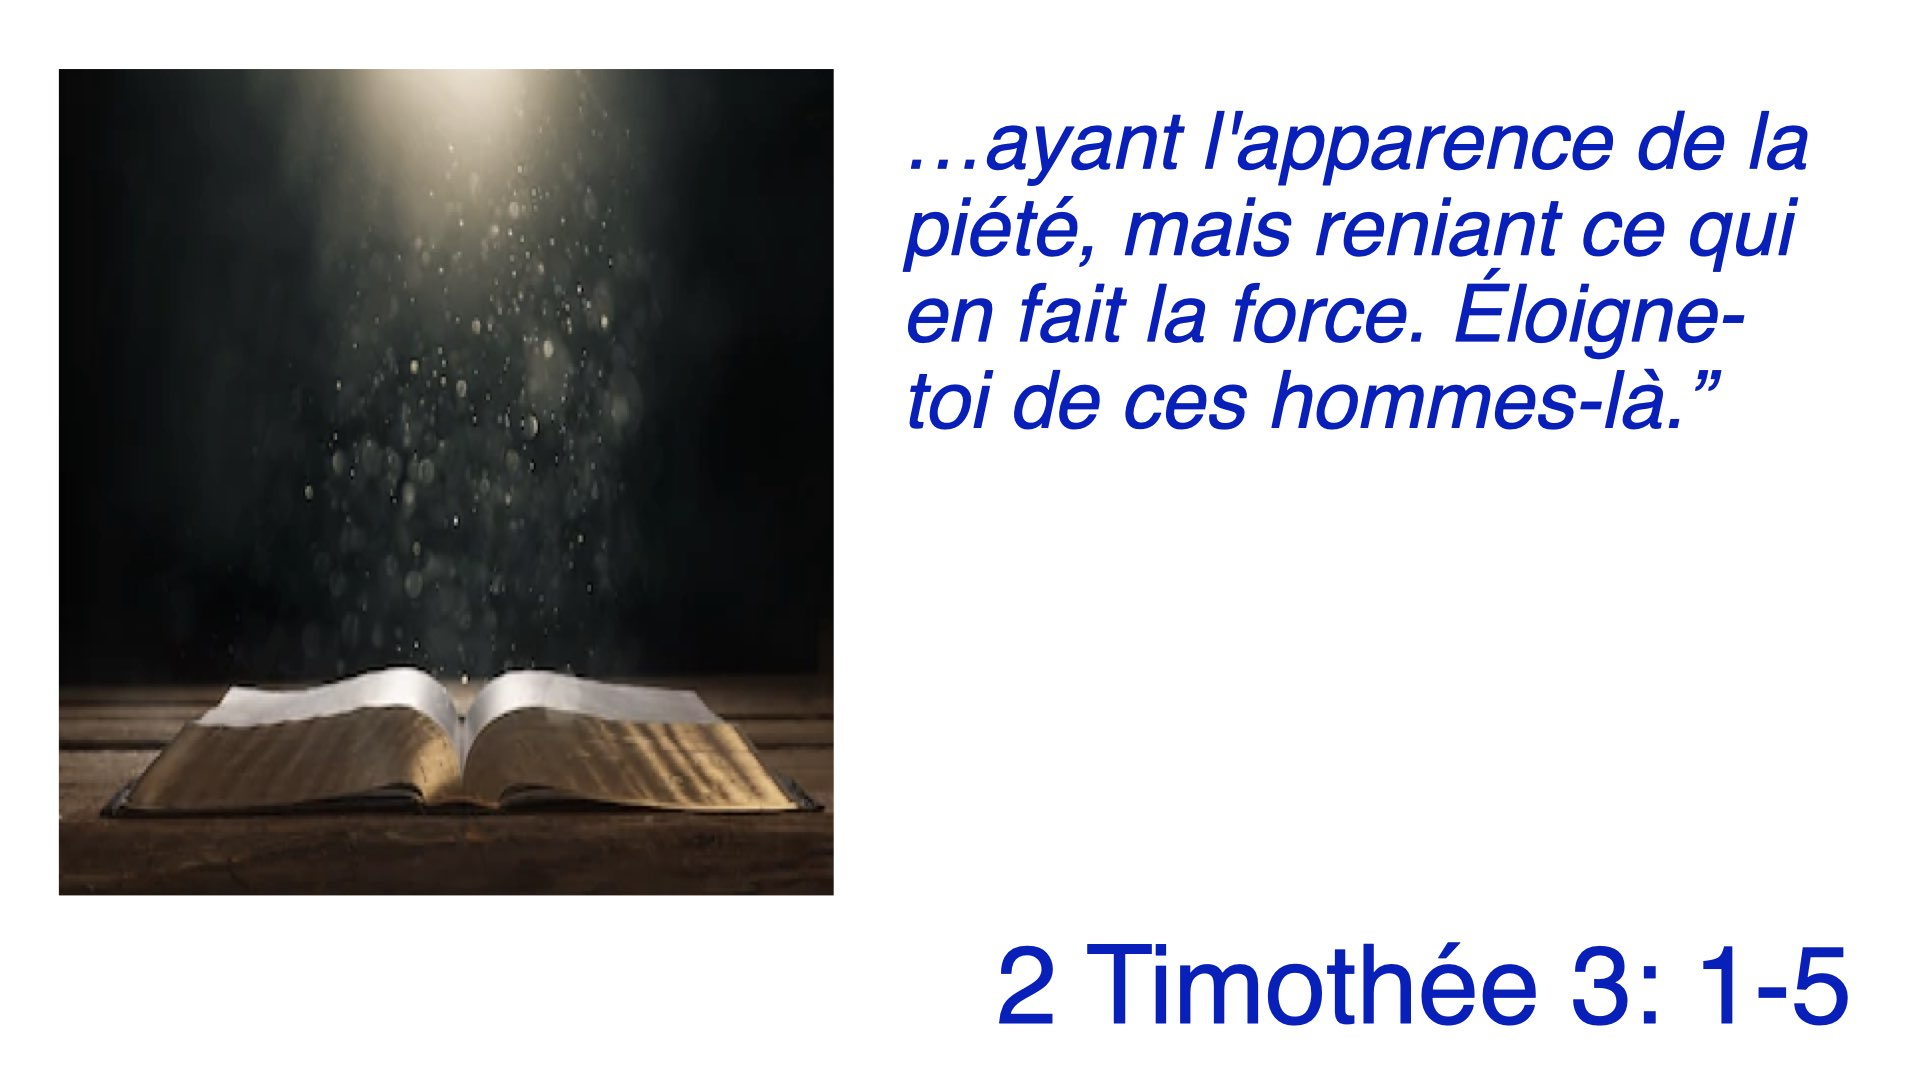 …ayant l'apparence de la
piété, mais reniant ce qui
en fait la force. Éloigne-
toi de ces hommes-là.”
2 Timothée 3: 1-5